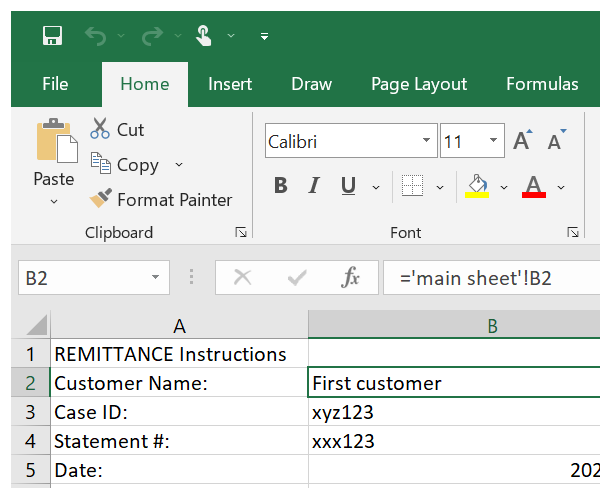 File Home Insert Draw Page Layout Formulas
Cut
Calibri 11 A A
Copy
Paste
B I U A
Format Painter
Clipboard Font
B2 fx ='main sheet'!B2
A B
1 REMITTANCE Instructions
2 Customer Name: First customer
3 Case ID: xyz123
4 Statement #: xxx123
5 Date: 202